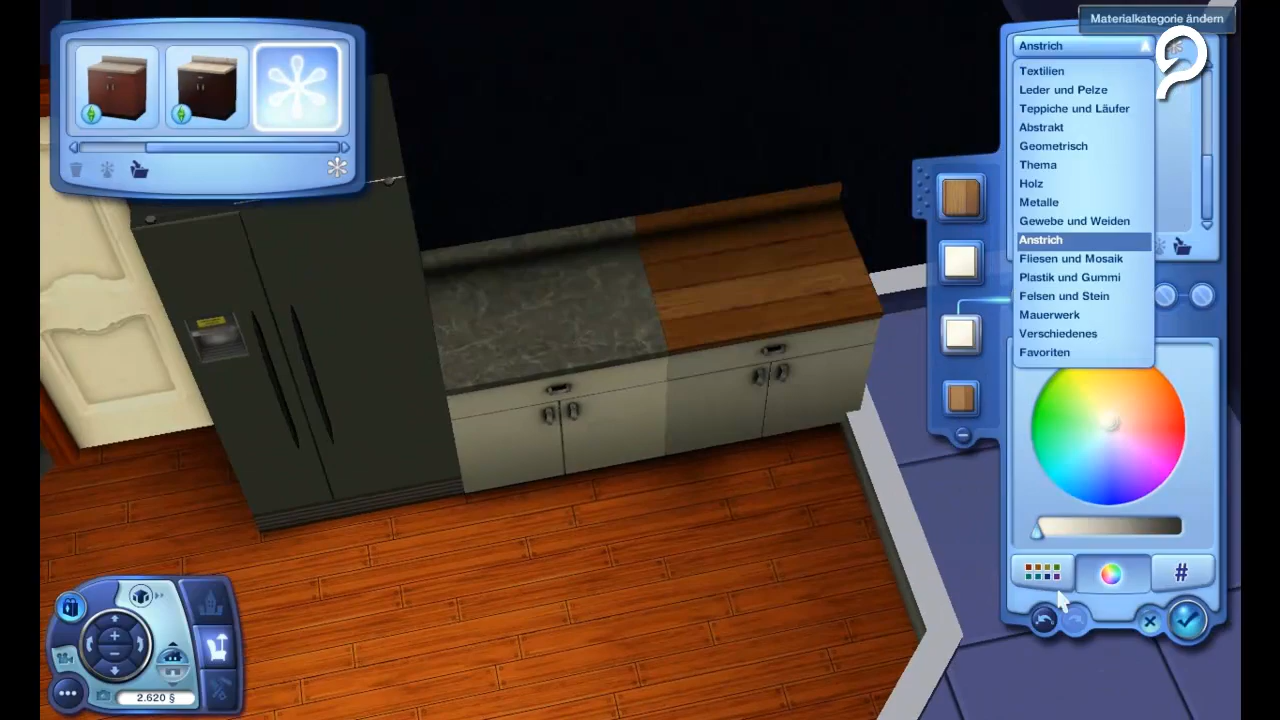 Materialkategorie ändern
Anstrich
Textilien
Leder und Pelze
Teppiche und Läufer
Abstrakt
Geometrisch
Thema
Holz
Metalle
Gewebe und Weiden
Anstrich
Fliesen und Mosaik
Plastik und Gummi
Felsen und Stein
Mauerwerk
Verschiedenes
Favoriten
#
2.620 §